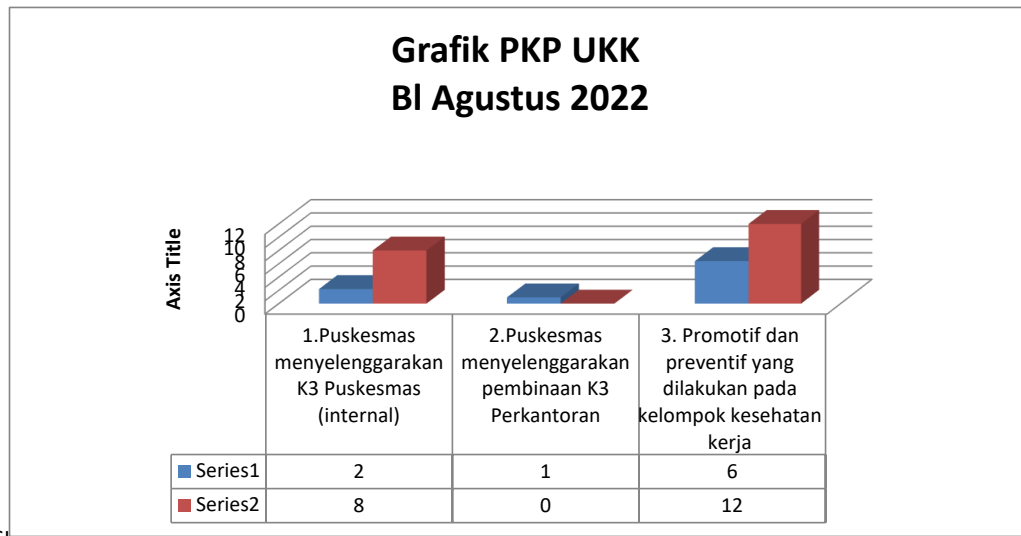 Grafik PKP UKK
Bl Agustus 2022
Axis Title
12
10
8
6
4
2
0
1.Puskesmas
menyelenggarakan
K3 Puskesmas
(internal)
2.Puskesmas
menyelenggarakan
pembinaan K3
Perkantoran
3. Promotif dan
preventif yang
dilakukan pada
kelompok kesehatan
kerja
Series1 2 1 6
Series2 8 0 12